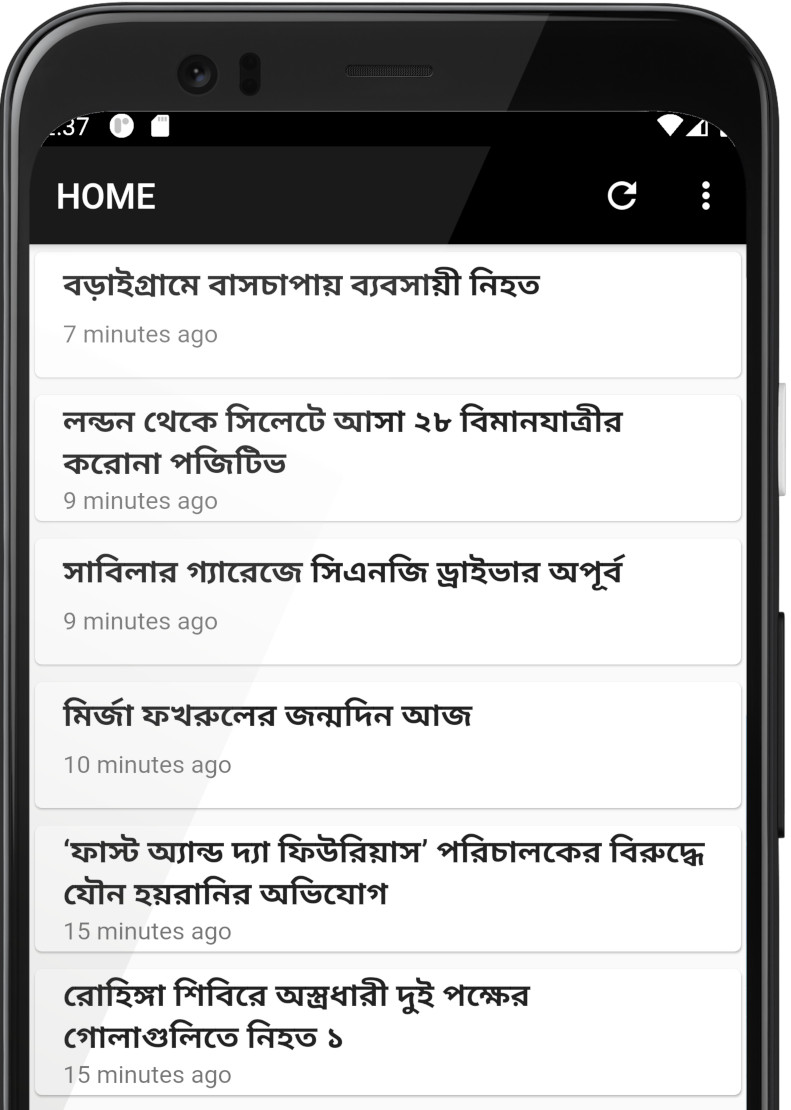 :37
HOME
বড়াইগ্রামে বাসচাপায় ব্যবসায়ী নিহত
7 minutes ago
লন্ডন থেকে সিলেটে আসা ২৮ বিমানযাত্রীর
করোনা পজিটিভ
9 minutes ago
সাবিলার গ্যারেজে সিএনজি ড্রাইভার অপূর্ব
9 minutes ago
মির্জা ফখরুলের জন্মদিন আজ
10 minutes ago
‘ফাস্ট অ্যান্ড দ্যা ফিউরিয়াস’ পরিচালকের বিরুদ্ধে
যৌন হয়রানির অভিযোগ
15 minutes ago
রোহিঙ্গা শিবিরে অস্ত্রধারী দুই পক্ষের
গোলাগুলিতে নিহত ১
15 minutes ago